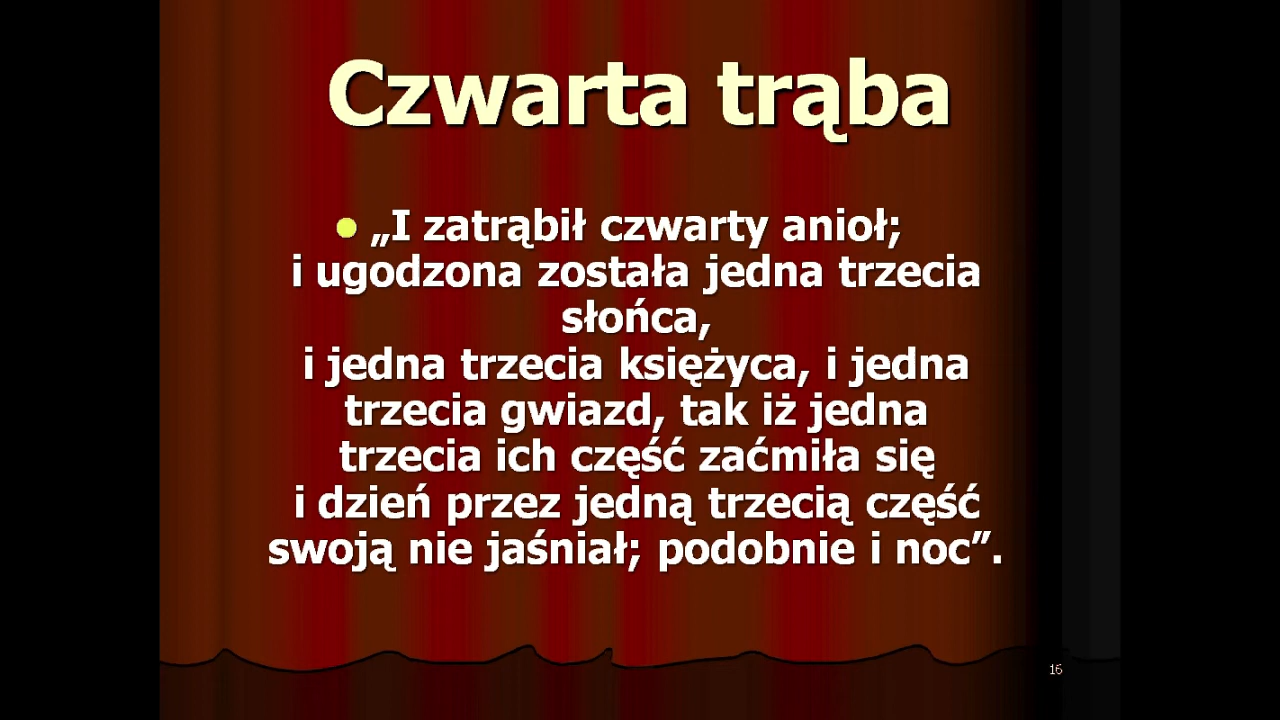 Czwarta trąba
„I zatrąbił czwarty anioł;
i ugodzona została jedna trzecia
słońca,
i jedna trzecia księżyca, i jedna
trzecia gwiazd, tak iż jedna
trzecia ich część zaćmiła się
i dzień przez jedną trzecią część
swoją nie jaśniał; podobnie i noc”.
16